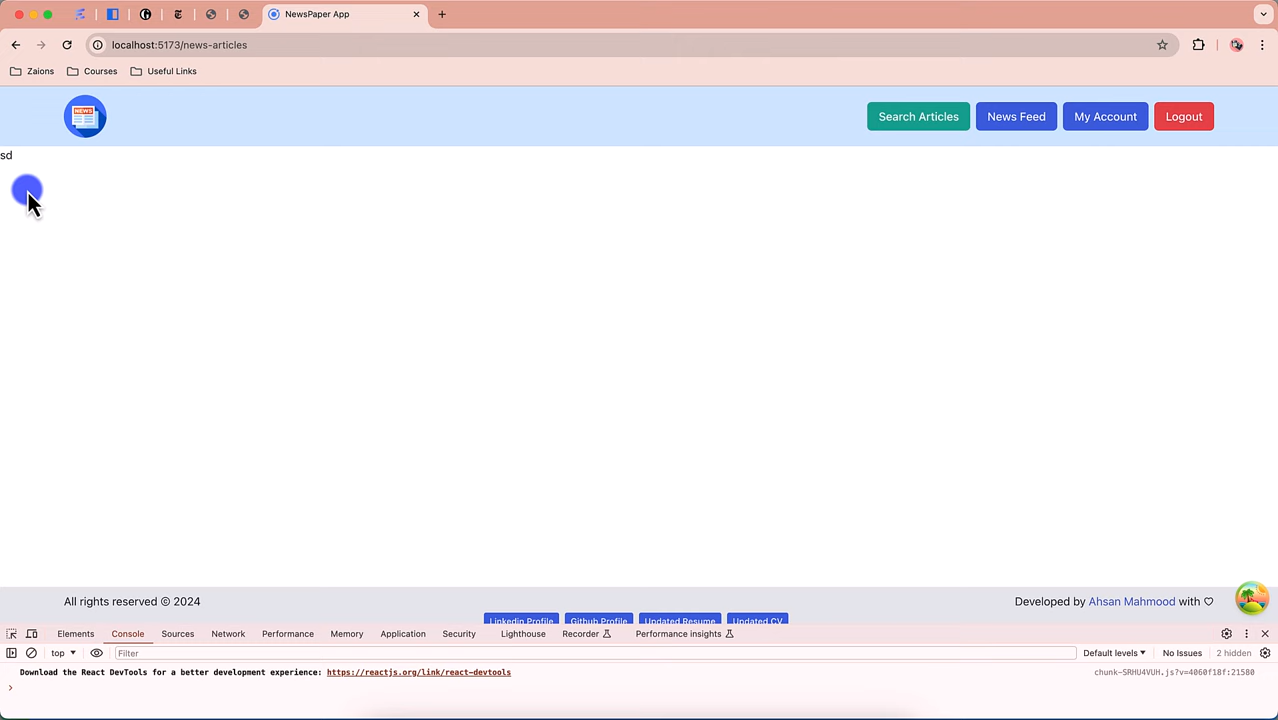 NewsPaper App
localhost:5173/news-articles
Zaions Courses Useful Links
NEWS
Search Articles News Feed My Account Logout
sd
All rights reserved © 2024 Developed by Ahsan Mahmood with ♡
Linkedin Profile Github Profile Updated Resume Updated CV
Elements Console Sources Network Performance Memory Application Security Lighthouse Recorder Performance insights
top Filter Default levels No Issues 2 hidden
Download the React DevTools for a better development experience: https://reactjs.org/link/react-devtools chunk-SRHU4VUH.js?v=4060f18f:21580